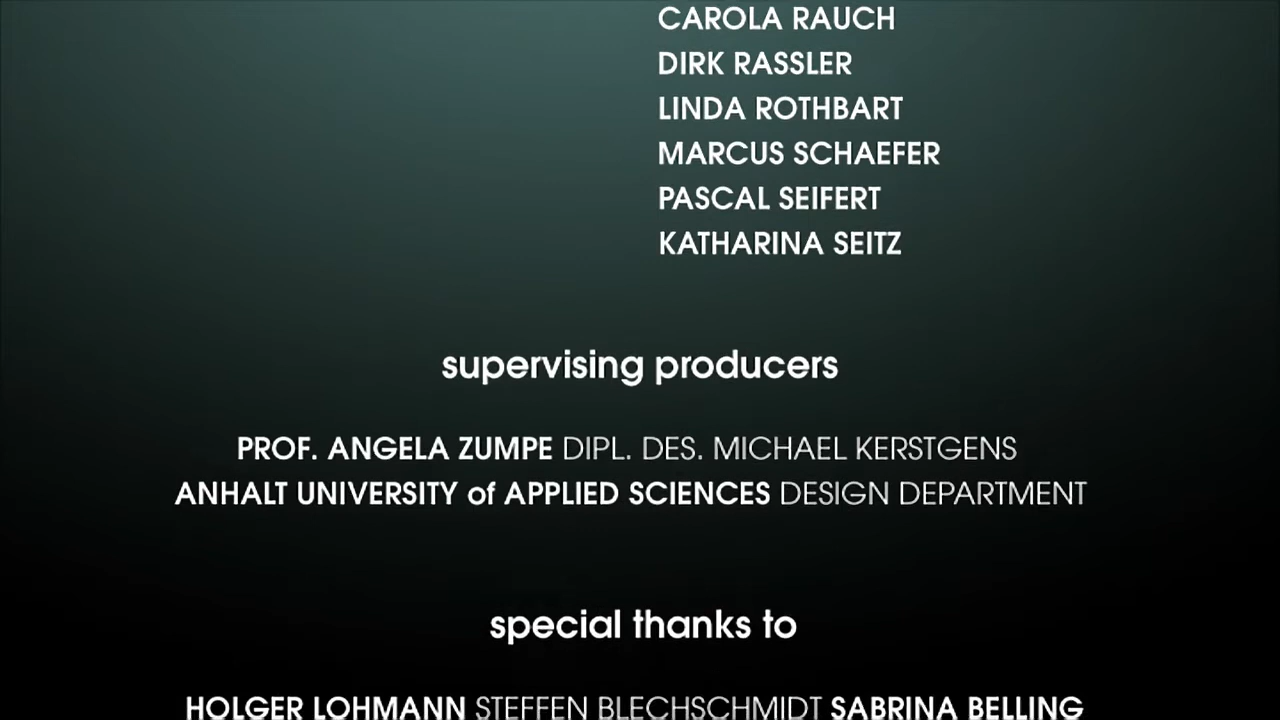 CAROLA RAUCH
DIRK RASSLER
LINDA ROTHBART
MARCUS SCHAEFER
PASCAL SEIFERT
KATHARINA SEITZ
supervising producers
PROF. ANGELA ZUMPE DIPL. DES. MICHAEL KERSTGENS
ANHALT UNIVERSITY of APPLIED SCIENCES DESIGN DEPARTMENT
special thanks to
HOLGER LOHMANN STEFFEN BLECHSCHMIDT SABRINA BELLING